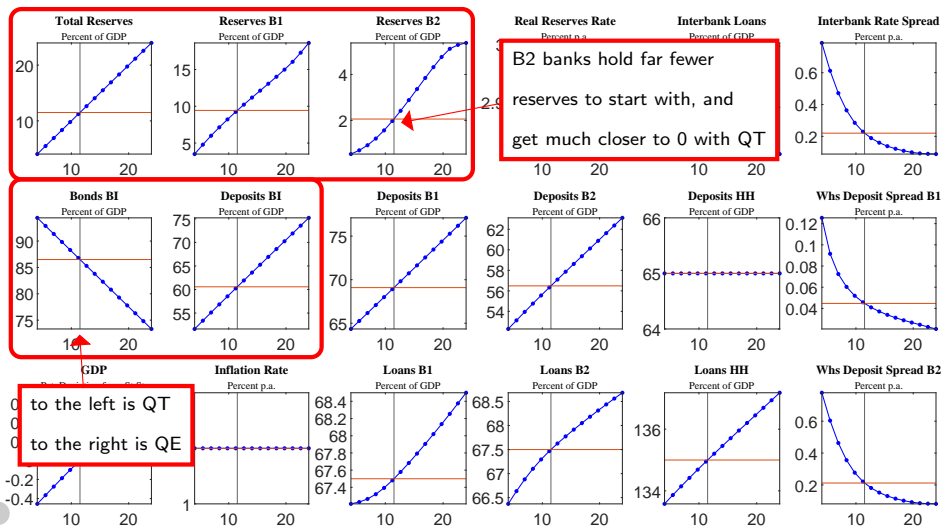 Total Reserves
Percent of GDP
20
10
10 20
Reserves B1
Percent of GDP
15
10
5
10 20
Reserves B2
Percent of GDP
4
2
10 20
Real Reserves Rate
Percent p.a.
3
2.9
10 20
Interbank Loans
Percent of GDP
10 20
Interbank Rate Spread
Percent p.a.
0.8
0.6
0.4
0.2
10 20
B2 banks hold far fewer
reserves to start with, and
get much closer to 0 with QT
Bonds BI
Percent of GDP
90
85
80
75
10 20
Deposits BI
Percent of GDP
75
70
65
60
55
10 20
Deposits B1
Percent of GDP
75
70
65
10 20
Deposits B2
Percent of GDP
62
60
58
56
54
10 20
Deposits HH
Percent of GDP
66
65
64
10 20
Whs Deposit Spread B1
Percent p.a.
0.12
0.1
0.08
0.06
0.04
10 20
GDP
-0.2
-0.4
10 20
to the left is QT
to the right is QE
Inflation Rate
Percent p.a.
1
10 20
Loans B1
Percent of GDP
68.4
68.2
68
67.8
67.6
67.4
10 20
Loans B2
Percent of GDP
68.5
68
67.5
67
66.5
10 20
Loans HH
Percent of GDP
136
134
10 20
Whs Deposit Spread B2
Percent p.a.
0.6
0.4
0.2
10 20